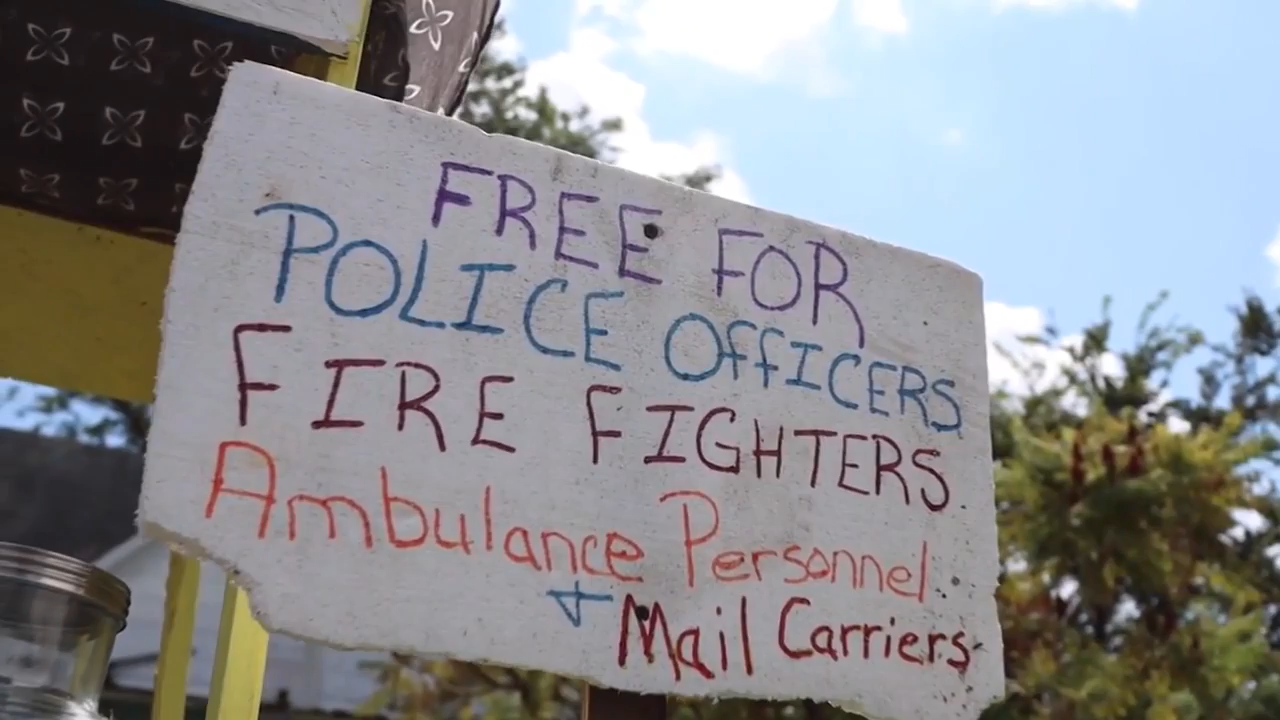 FREE FOR
POLICE OFFICERS
FIRE FIGHTERS
Ambulance Personnel
+ Mail Carriers